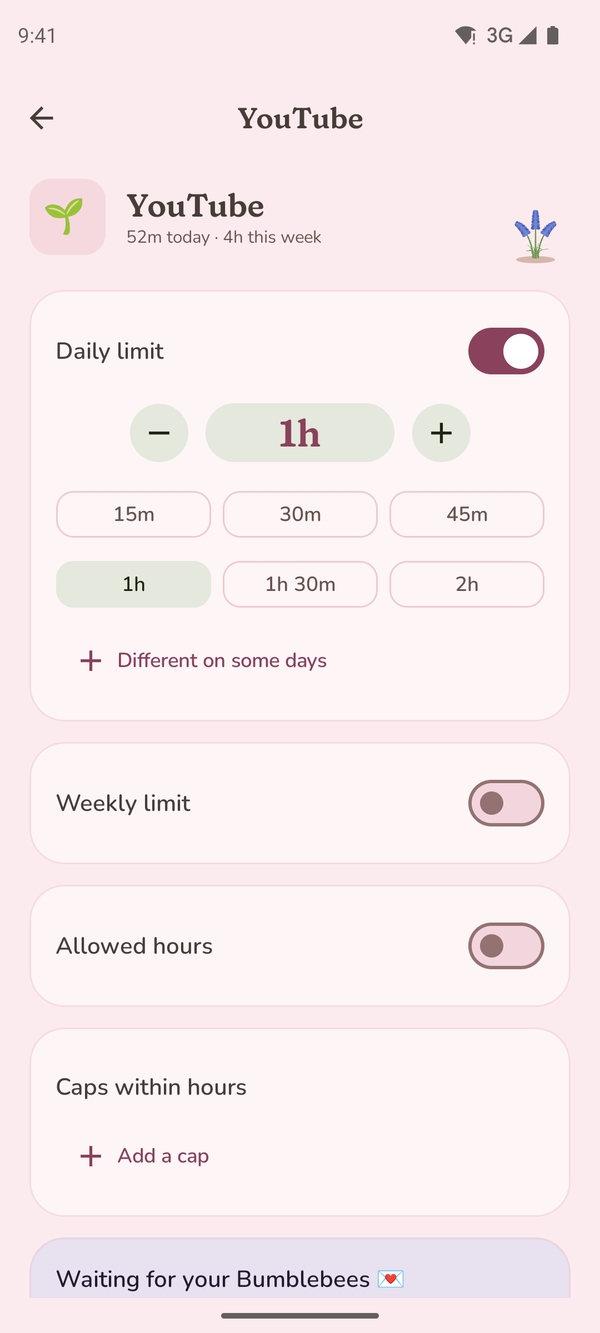 9:41
3G
YouTube
YouTube
52m today · 4h this week
Daily limit
1h
15m
30m
45m
1h
1h 30m
2h
Different on some days
Weekly limit
Allowed hours
Caps within hours
Add a cap
Waiting for your Bumblebees 💌